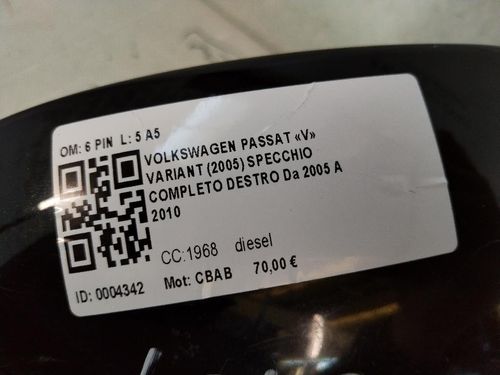 OM: 6 PIN L: 5 A5
VOLKSWAGEN PASSAT «V»
VARIANT (2005) SPECCHIO
COMPLETO DESTRO Da 2005 A
2010
CC:1968 diesel
ID: 0004342 Mot: CBAB 70,00 €